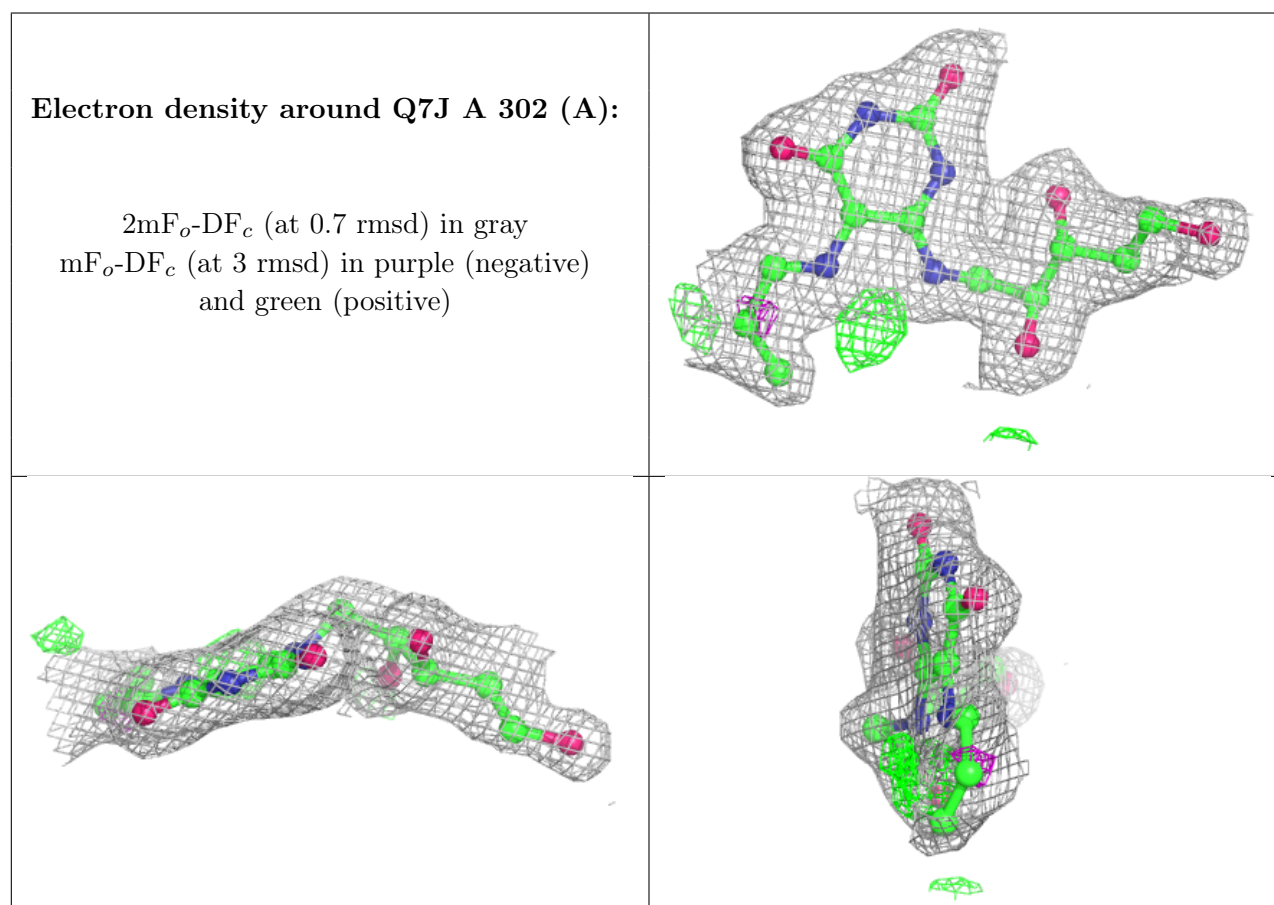 Electron density around Q7J A 302 (A):
2mFo-DFc (at 0.7 rmsd) in gray
mFo-DFc (at 3 rmsd) in purple (negative)
and green (positive)